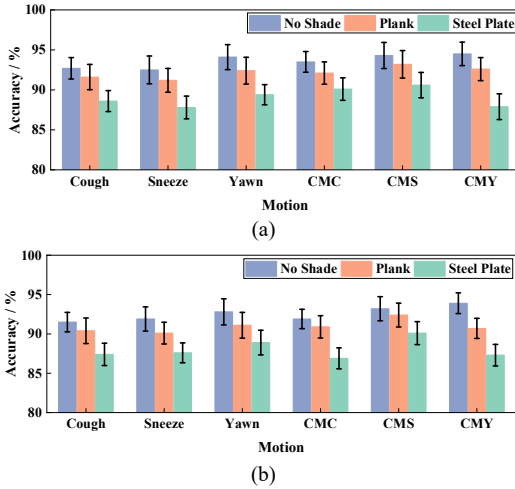 100
No Shade Plank Steel Plate
95
90
85
80
Accuracy / %
Cough Sneeze Yawn CMC CMS CMY
Motion
(a)
100
No Shade Plank Steel Plate
95
90
85
80
Accuracy / %
Cough Sneeze Yawn CMC CMS CMY
Motion
(b)